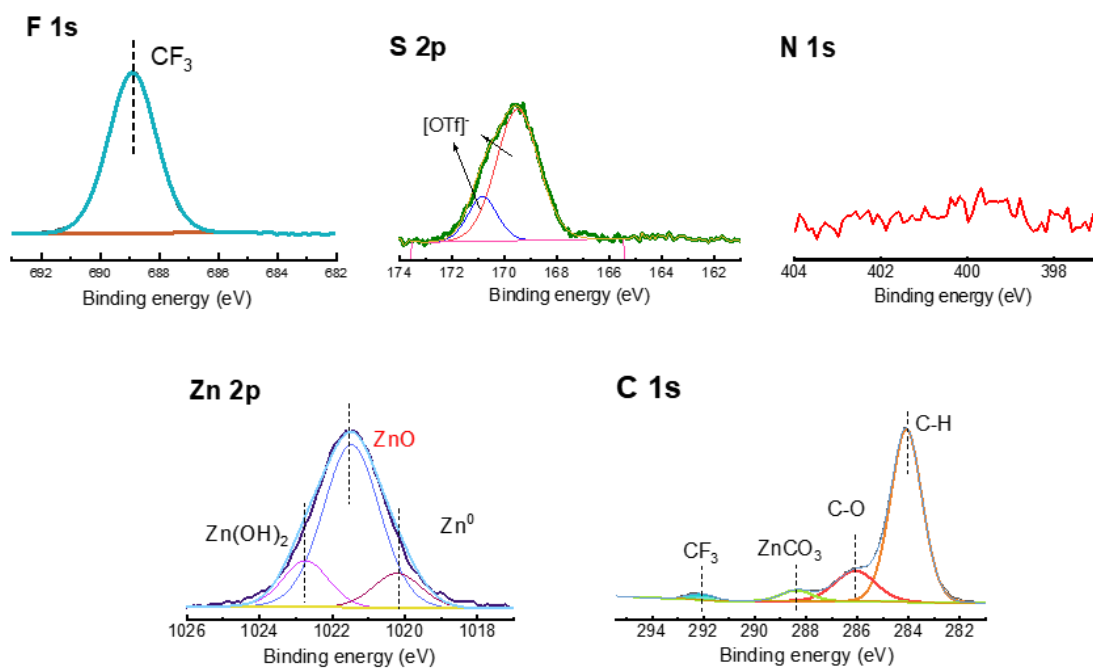 F 1s
CF₃
692 690 688 686 684 682
Binding energy (eV)
S 2p
[OTf]⁻
174 172 170 168 166 164 162
Binding energy (eV)
N 1s
404 402 400 398
Binding energy (eV)
Zn 2p
ZnO
Zn(OH)₂
Zn⁰
1026 1024 1022 1020 1018
Binding energy (eV)
C 1s
C-H
C-O
ZnCO₃
CF₃
294 292 290 288 286 284 282
Binding energy (eV)